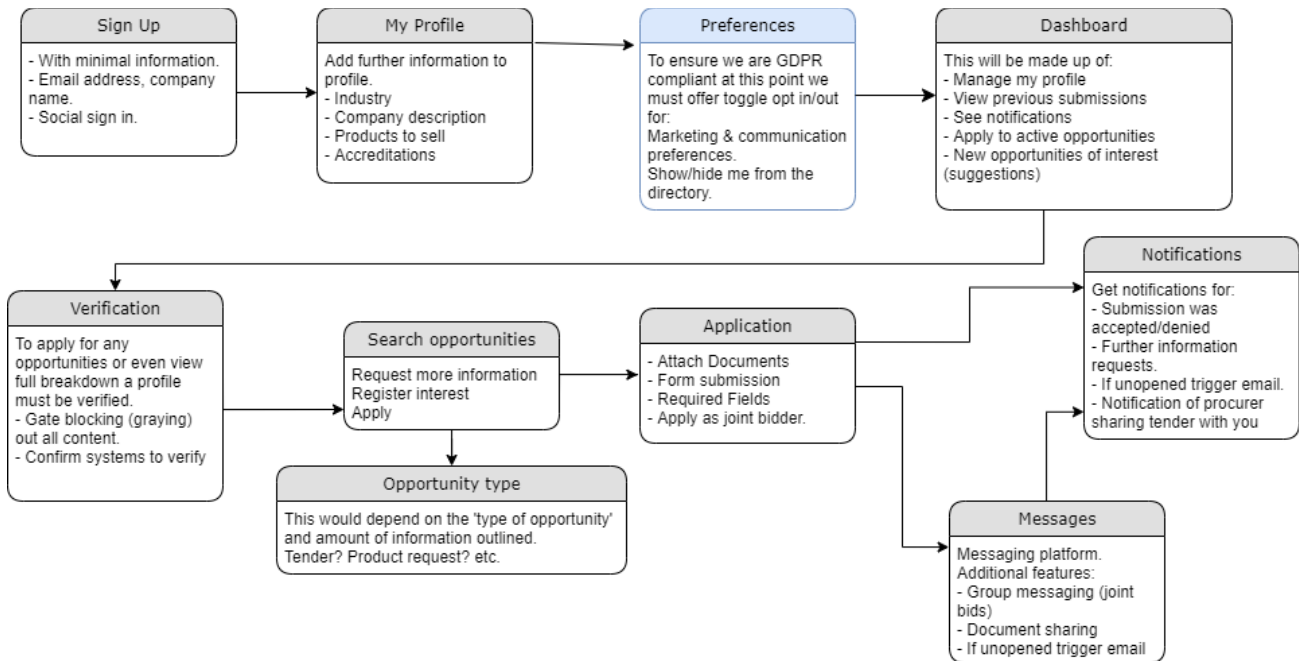 Sign Up
- With minimal information.
- Email address, company
name.
- Social sign in.
My Profile
Add further information to
profile.
- Industry
- Company description
- Products to sell
- Accreditations
Preferences
To ensure we are GDPR
compliant at this point we
must offer toggle opt in/out
for:
Marketing & communication
preferences.
Show/hide me from the
directory.
Dashboard
This will be made up of:
- Manage my profile
- View previous submissions
- See notifications
- Apply to active opportunities
- New opportunities of interest
(suggestions)
Verification
To apply for any
opportunities or even view
full breakdown a profile
must be verified.
- Gate blocking (graying)
out all content.
- Confirm systems to verify
Search opportunities
Request more information
Register interest
Apply
Opportunity type
This would depend on the 'type of opportunity'
and amount of information outlined.
Tender? Product request? etc.
Application
- Attach Documents
- Form submission
- Required Fields
- Apply as joint bidder.
Notifications
Get notifications for:
- Submission was
accepted/denied
- Further information
requests.
- If unopened trigger email.
- Notification of procurer
sharing tender with you
Messages
Messaging platform.
Additional features:
- Group messaging (joint
bids)
- Document sharing
- If unopened trigger email